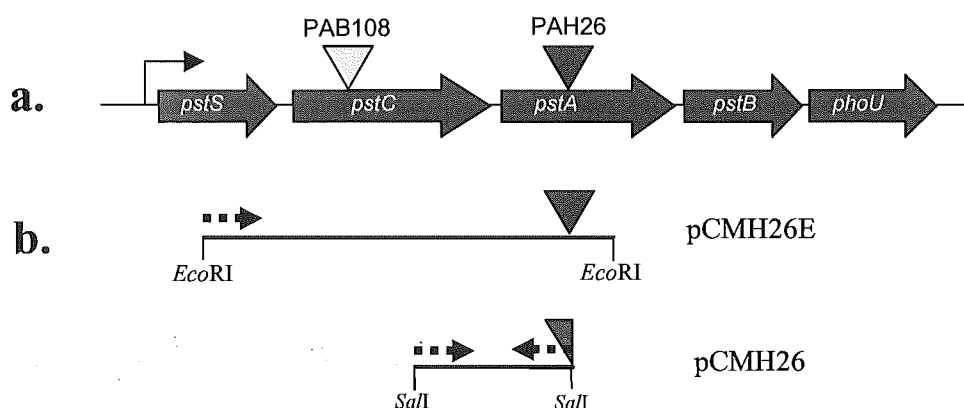 PAB108 PAH26
a. pstS pstC pstA pstB phoU
b. pCMH26E
EcoRI EcoRI
pCMH26
SalI SalI